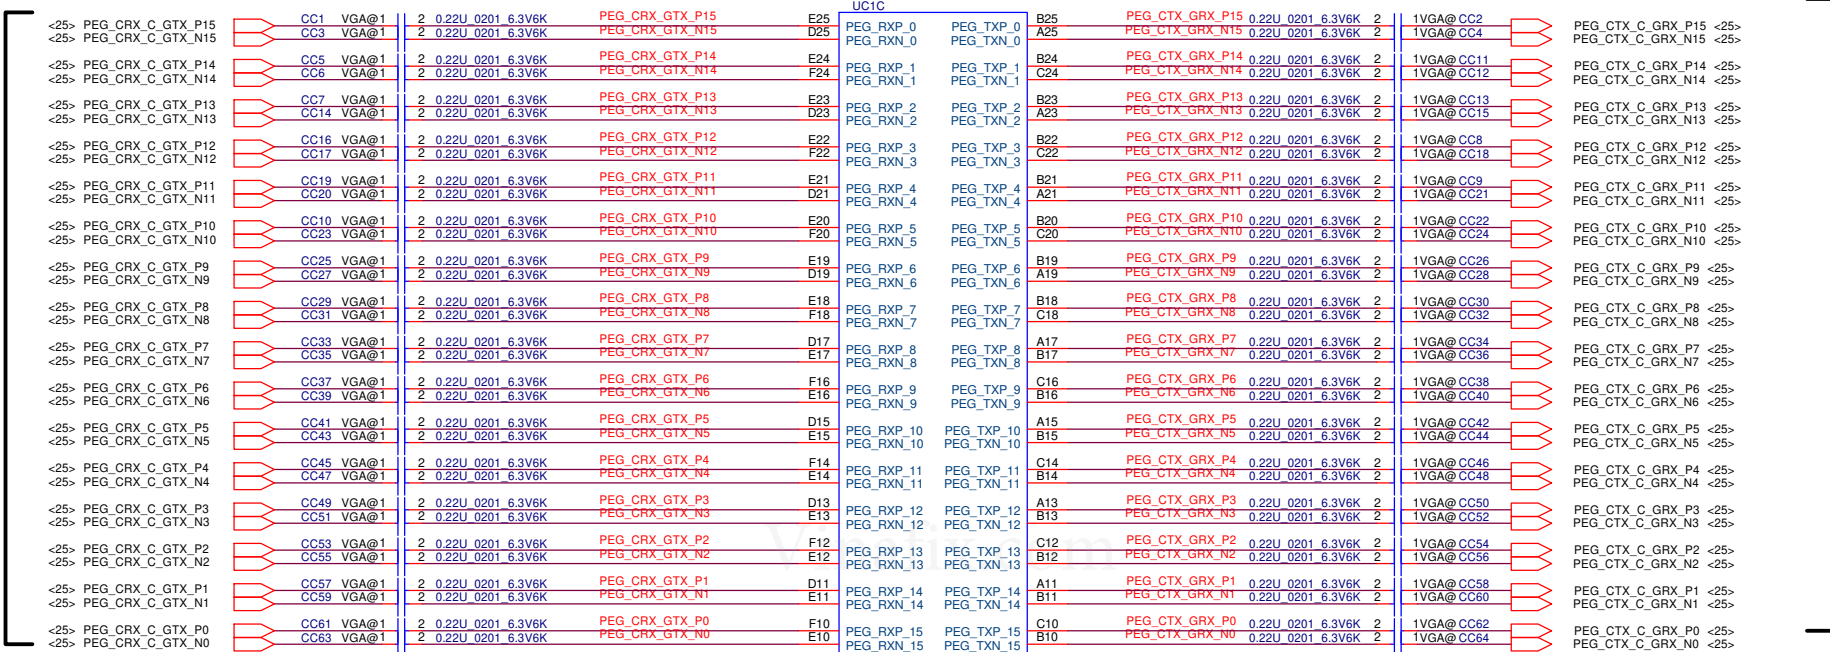 UC1C
<25> PEG_CRX_C_GTX_P15 CC1 VGA@1 2 0.22U_0201_6.3V6K PEG_CRX_GTX_P15 E25 PEG_RXP_0 PEG_TXP_0 B25 PEG_CTX_GRX_P15 0.22U_0201_6.3V6K 2 1VGA@ CC2 PEG_CTX_C_GRX_P15 <25>
<25> PEG_CRX_C_GTX_N15 CC3 VGA@1 2 0.22U_0201_6.3V6K PEG_CRX_GTX_N15 D25 PEG_RXN_0 PEG_TXN_0 A25 PEG_CTX_GRX_N15 0.22U_0201_6.3V6K 2 1VGA@ CC4 PEG_CTX_C_GRX_N15 <25>
<25> PEG_CRX_C_GTX_P14 CC5 VGA@1 2 0.22U_0201_6.3V6K PEG_CRX_GTX_P14 E24 PEG_RXP_1 PEG_TXP_1 B24 PEG_CTX_GRX_P14 0.22U_0201_6.3V6K 2 1VGA@ CC11 PEG_CTX_C_GRX_P14 <25>
<25> PEG_CRX_C_GTX_N14 CC6 VGA@1 2 0.22U_0201_6.3V6K PEG_CRX_GTX_N14 F24 PEG_RXN_1 PEG_TXN_1 C24 PEG_CTX_GRX_N14 0.22U_0201_6.3V6K 2 1VGA@ CC12 PEG_CTX_C_GRX_N14 <25>
<25> PEG_CRX_C_GTX_P13 CC7 VGA@1 2 0.22U_0201_6.3V6K PEG_CRX_GTX_P13 E23 PEG_RXP_2 PEG_TXP_2 B23 PEG_CTX_GRX_P13 0.22U_0201_6.3V6K 2 1VGA@ CC13 PEG_CTX_C_GRX_P13 <25>
<25> PEG_CRX_C_GTX_N13 CC14 VGA@1 2 0.22U_0201_6.3V6K PEG_CRX_GTX_N13 D23 PEG_RXN_2 PEG_TXN_2 A23 PEG_CTX_GRX_N13 0.22U_0201_6.3V6K 2 1VGA@ CC15 PEG_CTX_C_GRX_N13 <25>
<25> PEG_CRX_C_GTX_P12 CC16 VGA@1 2 0.22U_0201_6.3V6K PEG_CRX_GTX_P12 E22 PEG_RXP_3 PEG_TXP_3 B22 PEG_CTX_GRX_P12 0.22U_0201_6.3V6K 2 1VGA@ CC8 PEG_CTX_C_GRX_P12 <25>
<25> PEG_CRX_C_GTX_N12 CC17 VGA@1 2 0.22U_0201_6.3V6K PEG_CRX_GTX_N12 F22 PEG_RXN_3 PEG_TXN_3 C22 PEG_CTX_GRX_N12 0.22U_0201_6.3V6K 2 1VGA@ CC18 PEG_CTX_C_GRX_N12 <25>
<25> PEG_CRX_C_GTX_P11 CC19 VGA@1 2 0.22U_0201_6.3V6K PEG_CRX_GTX_P11 E21 PEG_RXP_4 PEG_TXP_4 B21 PEG_CTX_GRX_P11 0.22U_0201_6.3V6K 2 1VGA@ CC9 PEG_CTX_C_GRX_P11 <25>
<25> PEG_CRX_C_GTX_N11 CC20 VGA@1 2 0.22U_0201_6.3V6K PEG_CRX_GTX_N11 D21 PEG_RXN_4 PEG_TXN_4 A21 PEG_CTX_GRX_N11 0.22U_0201_6.3V6K 2 1VGA@ CC21 PEG_CTX_C_GRX_N11 <25>
<25> PEG_CRX_C_GTX_P10 CC10 VGA@1 2 0.22U_0201_6.3V6K PEG_CRX_GTX_P10 E20 PEG_RXP_5 PEG_TXP_5 B20 PEG_CTX_GRX_P10 0.22U_0201_6.3V6K 2 1VGA@ CC22 PEG_CTX_C_GRX_P10 <25>
<25> PEG_CRX_C_GTX_N10 CC23 VGA@1 2 0.22U_0201_6.3V6K PEG_CRX_GTX_N10 F20 PEG_RXN_5 PEG_TXN_5 C20 PEG_CTX_GRX_N10 0.22U_0201_6.3V6K 2 1VGA@ CC24 PEG_CTX_C_GRX_N10 <25>
<25> PEG_CRX_C_GTX_P9 CC25 VGA@1 2 0.22U_0201_6.3V6K PEG_CRX_GTX_P9 E19 PEG_RXP_6 PEG_TXP_6 B19 PEG_CTX_GRX_P9 0.22U_0201_6.3V6K 2 1VGA@ CC26 PEG_CTX_C_GRX_P9 <25>
<25> PEG_CRX_C_GTX_N9 CC27 VGA@1 2 0.22U_0201_6.3V6K PEG_CRX_GTX_N9 D19 PEG_RXN_6 PEG_TXN_6 A19 PEG_CTX_GRX_N9 0.22U_0201_6.3V6K 2 1VGA@ CC28 PEG_CTX_C_GRX_N9 <25>
<25> PEG_CRX_C_GTX_P8 CC29 VGA@1 2 0.22U_0201_6.3V6K PEG_CRX_GTX_P8 E18 PEG_RXP_7 PEG_TXP_7 B18 PEG_CTX_GRX_P8 0.22U_0201_6.3V6K 2 1VGA@ CC30 PEG_CTX_C_GRX_P8 <25>
<25> PEG_CRX_C_GTX_N8 CC31 VGA@1 2 0.22U_0201_6.3V6K PEG_CRX_GTX_N8 F18 PEG_RXN_7 PEG_TXN_7 C18 PEG_CTX_GRX_N8 0.22U_0201_6.3V6K 2 1VGA@ CC32 PEG_CTX_C_GRX_N8 <25>
<25> PEG_CRX_C_GTX_P7 CC33 VGA@1 2 0.22U_0201_6.3V6K PEG_CRX_GTX_P7 D17 PEG_RXP_8 PEG_TXP_8 A17 PEG_CTX_GRX_P7 0.22U_0201_6.3V6K 2 1VGA@ CC34 PEG_CTX_C_GRX_P7 <25>
<25> PEG_CRX_C_GTX_N7 CC35 VGA@1 2 0.22U_0201_6.3V6K PEG_CRX_GTX_N7 E17 PEG_RXN_8 PEG_TXN_8 B17 PEG_CTX_GRX_N7 0.22U_0201_6.3V6K 2 1VGA@ CC36 PEG_CTX_C_GRX_N7 <25>
<25> PEG_CRX_C_GTX_P6 CC37 VGA@1 2 0.22U_0201_6.3V6K PEG_CRX_GTX_P6 F16 PEG_RXP_9 PEG_TXP_9 C16 PEG_CTX_GRX_P6 0.22U_0201_6.3V6K 2 1VGA@ CC38 PEG_CTX_C_GRX_P6 <25>
<25> PEG_CRX_C_GTX_N6 CC39 VGA@1 2 0.22U_0201_6.3V6K PEG_CRX_GTX_N6 E16 PEG_RXN_9 PEG_TXN_9 B16 PEG_CTX_GRX_N6 0.22U_0201_6.3V6K 2 1VGA@ CC40 PEG_CTX_C_GRX_N6 <25>
<25> PEG_CRX_C_GTX_P5 CC41 VGA@1 2 0.22U_0201_6.3V6K PEG_CRX_GTX_P5 D15 PEG_RXP_10 PEG_TXP_10 A15 PEG_CTX_GRX_P5 0.22U_0201_6.3V6K 2 1VGA@ CC42 PEG_CTX_C_GRX_P5 <25>
<25> PEG_CRX_C_GTX_N5 CC43 VGA@1 2 0.22U_0201_6.3V6K PEG_CRX_GTX_N5 E15 PEG_RXN_10 PEG_TXN_10 B15 PEG_CTX_GRX_N5 0.22U_0201_6.3V6K 2 1VGA@ CC44 PEG_CTX_C_GRX_N5 <25>
<25> PEG_CRX_C_GTX_P4 CC45 VGA@1 2 0.22U_0201_6.3V6K PEG_CRX_GTX_P4 F14 PEG_RXP_11 PEG_TXP_11 C14 PEG_CTX_GRX_P4 0.22U_0201_6.3V6K 2 1VGA@ CC46 PEG_CTX_C_GRX_P4 <25>
<25> PEG_CRX_C_GTX_N4 CC47 VGA@1 2 0.22U_0201_6.3V6K PEG_CRX_GTX_N4 E14 PEG_RXN_11 PEG_TXN_11 B14 PEG_CTX_GRX_N4 0.22U_0201_6.3V6K 2 1VGA@ CC48 PEG_CTX_C_GRX_N4 <25>
<25> PEG_CRX_C_GTX_P3 CC49 VGA@1 2 0.22U_0201_6.3V6K PEG_CRX_GTX_P3 D13 PEG_RXP_12 PEG_TXP_12 A13 PEG_CTX_GRX_P3 0.22U_0201_6.3V6K 2 1VGA@ CC50 PEG_CTX_C_GRX_P3 <25>
<25> PEG_CRX_C_GTX_N3 CC51 VGA@1 2 0.22U_0201_6.3V6K PEG_CRX_GTX_N3 E13 PEG_RXN_12 PEG_TXN_12 B13 PEG_CTX_GRX_N3 0.22U_0201_6.3V6K 2 1VGA@ CC52 PEG_CTX_C_GRX_N3 <25>
Vinafix.com
<25> PEG_CRX_C_GTX_P2 CC53 VGA@1 2 0.22U_0201_6.3V6K PEG_CRX_GTX_P2 F12 PEG_RXP_13 PEG_TXP_13 C12 PEG_CTX_GRX_P2 0.22U_0201_6.3V6K 2 1VGA@ CC54 PEG_CTX_C_GRX_P2 <25>
<25> PEG_CRX_C_GTX_N2 CC55 VGA@1 2 0.22U_0201_6.3V6K PEG_CRX_GTX_N2 E12 PEG_RXN_13 PEG_TXN_13 B12 PEG_CTX_GRX_N2 0.22U_0201_6.3V6K 2 1VGA@ CC56 PEG_CTX_C_GRX_N2 <25>
<25> PEG_CRX_C_GTX_P1 CC57 VGA@1 2 0.22U_0201_6.3V6K PEG_CRX_GTX_P1 D11 PEG_RXP_14 PEG_TXP_14 A11 PEG_CTX_GRX_P1 0.22U_0201_6.3V6K 2 1VGA@ CC58 PEG_CTX_C_GRX_P1 <25>
<25> PEG_CRX_C_GTX_N1 CC59 VGA@1 2 0.22U_0201_6.3V6K PEG_CRX_GTX_N1 E11 PEG_RXN_14 PEG_TXN_14 B11 PEG_CTX_GRX_N1 0.22U_0201_6.3V6K 2 1VGA@ CC60 PEG_CTX_C_GRX_N1 <25>
<25> PEG_CRX_C_GTX_P0 CC61 VGA@1 2 0.22U_0201_6.3V6K PEG_CRX_GTX_P0 F10 PEG_RXP_15 PEG_TXP_15 C10 PEG_CTX_GRX_P0 0.22U_0201_6.3V6K 2 1VGA@ CC62 PEG_CTX_C_GRX_P0 <25>
<25> PEG_CRX_C_GTX_N0 CC63 VGA@1 2 0.22U_0201_6.3V6K PEG_CRX_GTX_N0 E10 PEG_RXN_15 PEG_TXN_15 B10 PEG_CTX_GRX_N0 0.22U_0201_6.3V6K 2 1VGA@ CC64 PEG_CTX_C_GRX_N0 <25>